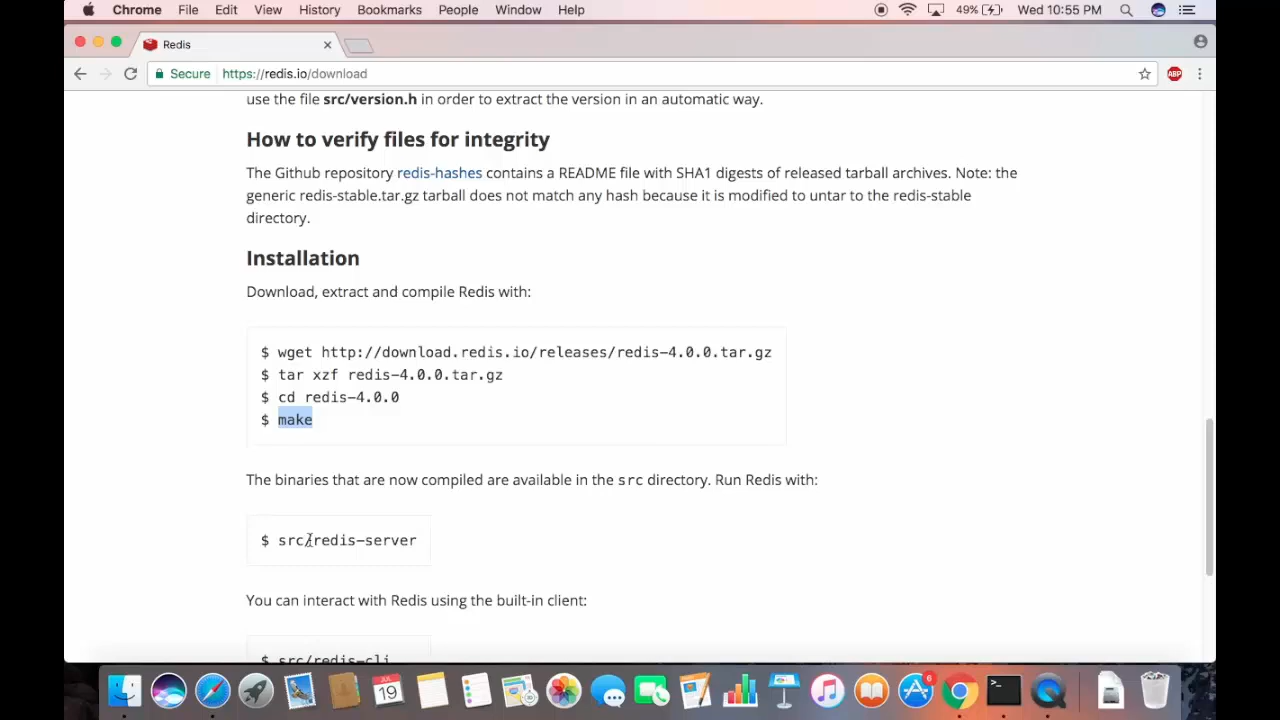 Chrome File Edit View History Bookmarks People Window Help 49% Wed 10:55 PM
Redis
Secure https://redis.io/download ABP
use the file src/version.h in order to extract the version in an automatic way.
How to verify files for integrity
The Github repository redis-hashes contains a README file with SHA1 digests of released tarball archives. Note: the
generic redis-stable.tar.gz tarball does not match any hash because it is modified to untar to the redis-stable
directory.
Installation
Download, extract and compile Redis with:
$ wget http://download.redis.io/releases/redis-4.0.0.tar.gz
$ tar xzf redis-4.0.0.tar.gz
$ cd redis-4.0.0
$ make
The binaries that are now compiled are available in the src directory. Run Redis with:
$ src/redis-server
You can interact with Redis using the built-in client:
$ src/redis-cli
JUL
19
6